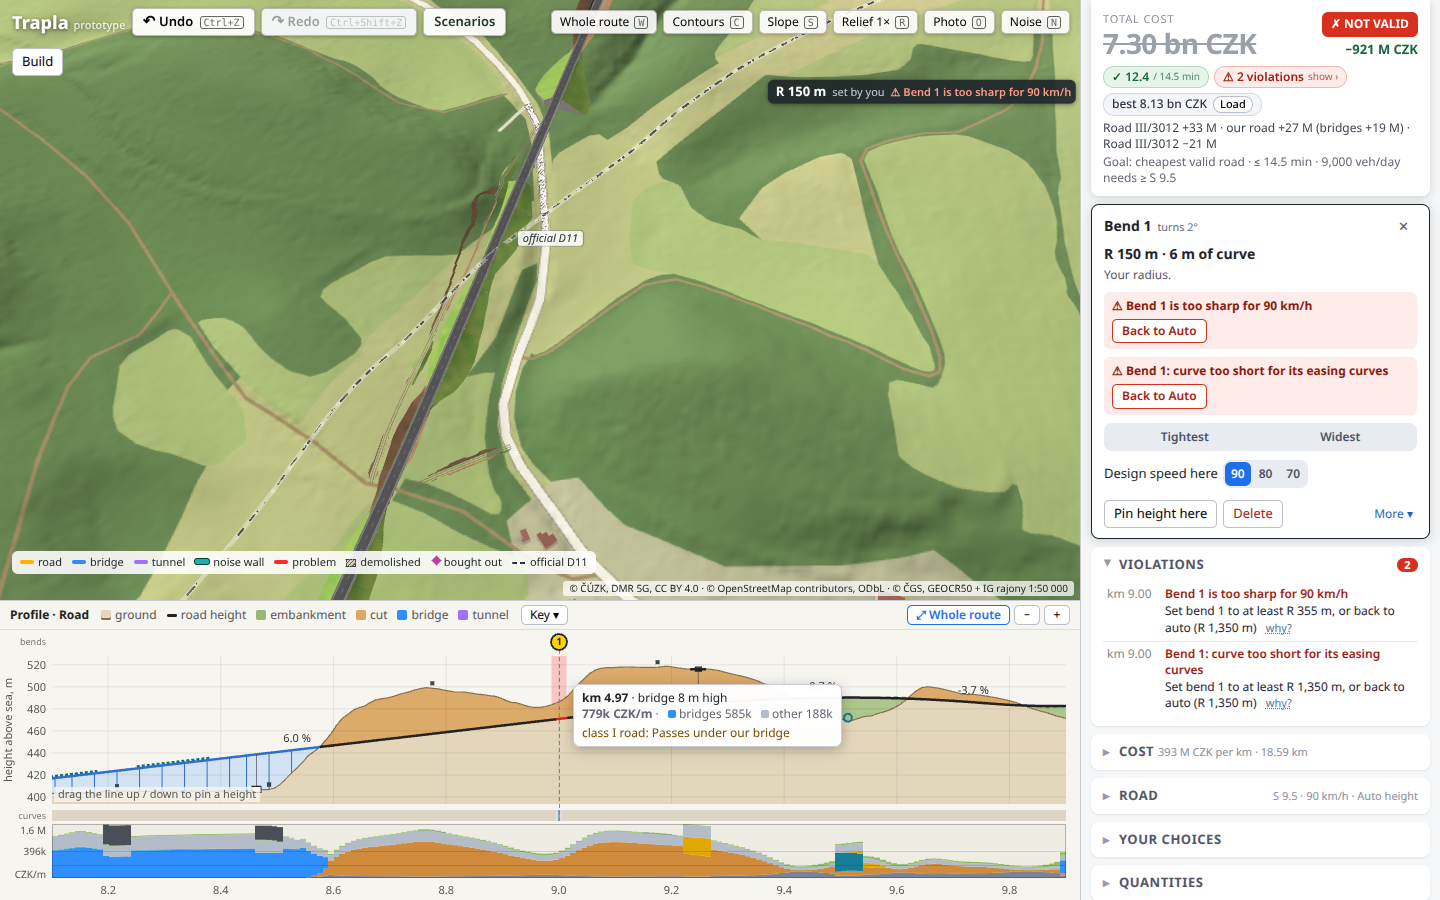 Trapla prototype
↶ Undo Ctrl+Z
↷ Redo Ctrl+Shift+Z
Scenarios
Whole route W
Contours C
Slope S
Relief 1× R
Photo O
Noise N
Build
R 150 m set by you ⚠ Bend 1 is too sharp for 90 km/h
official D11
road bridge tunnel noise wall problem demolished bought out official D11
© ČÚZK, DMR 5G, CC BY 4.0 · © OpenStreetMap contributors, ODbL · © ČGS, GEOCR50 + IG rajony 1:50 000
Profile · Road ground road height embankment cut bridge tunnel Key ▾
⤢ Whole route − +
bends
1
height above sea, m
520
500
480
460
440
420
400
6.0 %
-3.7 %
drag the line up / down to pin a height
km 4.97 · bridge 8 m high
779k CZK/m · bridges 585k other 188k
class I road: Passes under our bridge
curves
1.6 M
396k
CZK/m
8.2 8.4 8.6 8.8 9.0 9.2 9.4 9.6 9.8
TOTAL COST
✗ NOT VALID
7.30 bn CZK
−921 M CZK
✓ 12.4 / 14.5 min
⚠ 2 violations show ›
best 8.13 bn CZK Load
Road III/3012 +33 M · our road +27 M (bridges +19 M) ·
Road III/3012 −21 M
Goal: cheapest valid road · ≤ 14.5 min · 9,000 veh/day
needs ≥ S 9.5
Bend 1 turns 2° ×
R 150 m · 6 m of curve
Your radius.
⚠ Bend 1 is too sharp for 90 km/h
Back to Auto
⚠ Bend 1: curve too short for its easing curves
Back to Auto
Tightest Widest
Design speed here 90 80 70
Pin height here Delete More ▾
▼ VIOLATIONS 2
km 9.00 Bend 1 is too sharp for 90 km/h
Set bend 1 to at least R 355 m, or back to
auto (R 1,350 m) why?
km 9.00 Bend 1: curve too short for its easing
curves
Set bend 1 to at least R 1,350 m, or back to
auto (R 1,350 m) why?
▶ COST 393 M CZK per km · 18.59 km
▶ ROAD S 9.5 · 90 km/h · Auto height
▶ YOUR CHOICES
▶ QUANTITIES